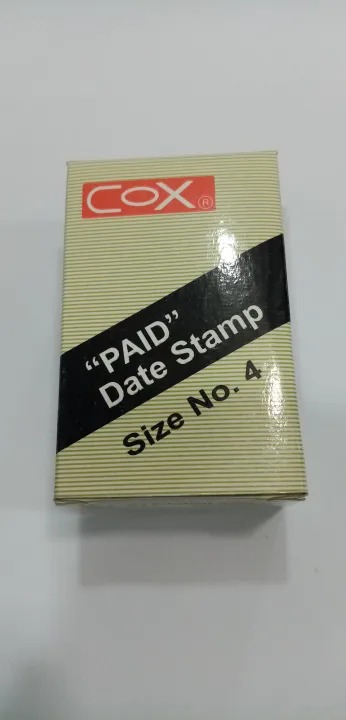 COX®
“PAID”
Date Stamp
Size No. 4